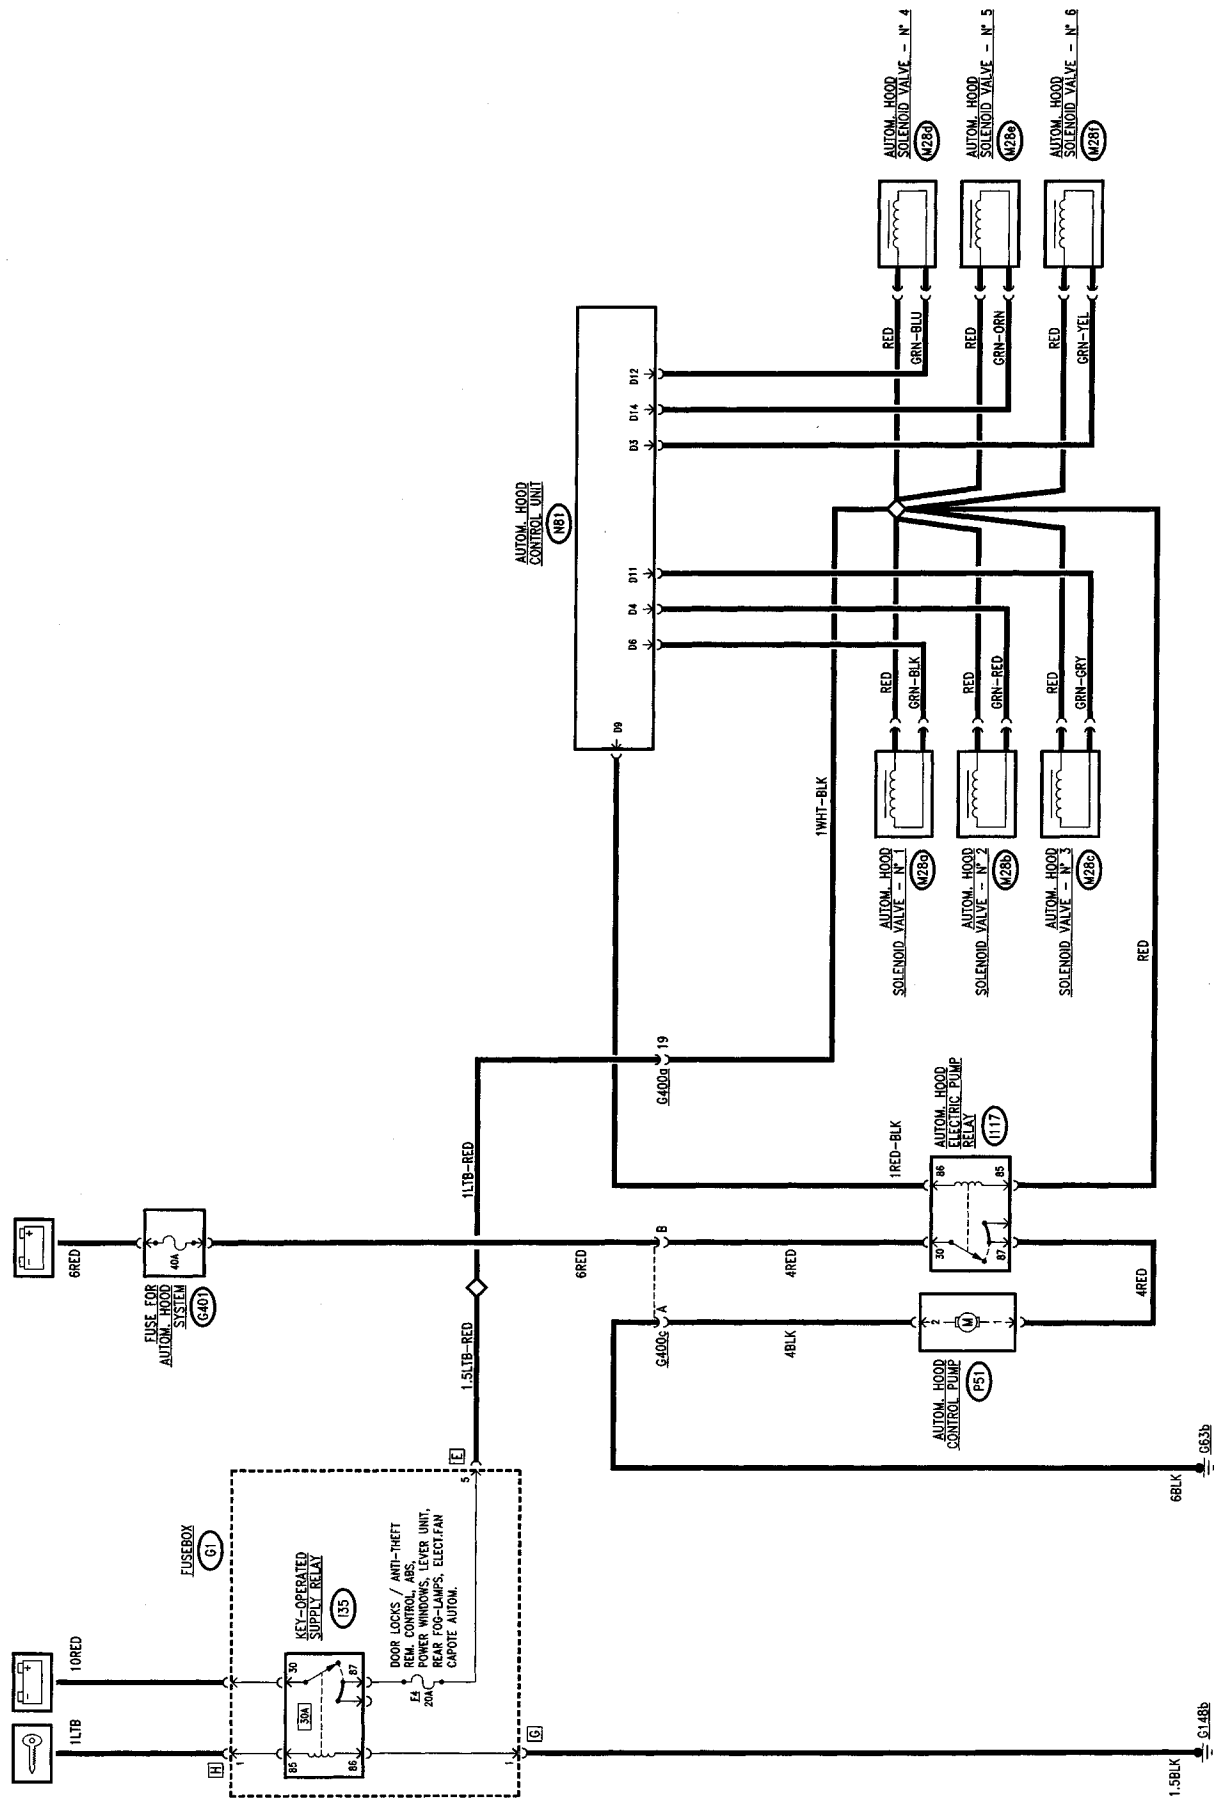 1LTB
10RED
H
1
FUSEBOX
G1
KEY-OPERATED
SUPPLY RELAY
I35
30A
85
86
30
87
F4
20A
DOOR LOCKS / ANTI-THEFT
REM. CONTROL, ABS,
POWER WINDOWS, LEVER UNIT,
REAR FOG-LAMPS, ELECT.FAN
CAPOTE AUTOM.
5
E
1
G
1.5BLK
G148b
6RED
40A
FUSE FOR
AUTOM. HOOD
SYSTEM
G401
1.5LTB-RED
1LTB-RED
6RED
G400c
A
B
G400a
19
4BLK
4RED
1RED-BLK
AUTOM. HOOD
CONTROL PUMP
P51
2
M
1
AUTOM. HOOD
ELECTRIC PUMP
RELAY
I117
30
87
86
85
4RED
6BLK
G63b
RED
AUTOM. HOOD
CONTROL UNIT
N81
D9
D6
D4
D11
D3
D14
D12
1WHT-BLK
AUTOM. HOOD
SOLENOID VALVE - N° 1
M28a
RED
GRN-BLK
AUTOM. HOOD
SOLENOID VALVE - N° 2
M28b
RED
GRN-RED
AUTOM. HOOD
SOLENOID VALVE - N° 3
M28c
RED
GRN-GRY
RED
GRN-BLU
AUTOM. HOOD
SOLENOID VALVE - N° 4
M28d
RED
GRN-ORN
AUTOM. HOOD
SOLENOID VALVE - N° 5
M28e
RED
GRN-YEL
AUTOM. HOOD
SOLENOID VALVE - N° 6
M28f